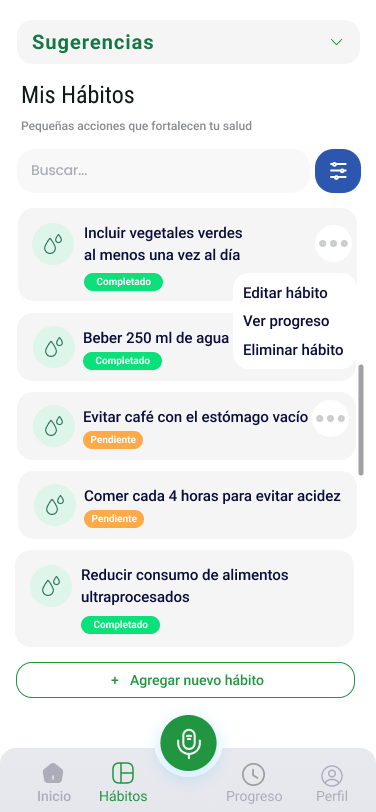 Sugerencias
Mis Hábitos
Pequeñas acciones que fortalecen tu salud
Buscar...
Incluir vegetales verdes
al menos una vez al día
Completado
Editar hábito
Ver progreso
Eliminar hábito
Beber 250 ml de agua
Completado
Evitar café con el estómago vacío
Pendiente
Comer cada 4 horas para evitar acidez
Pendiente
Reducir consumo de alimentos
ultraprocesados
Completado
+ Agregar nuevo hábito
Inicio
Hábitos
Progreso
Perfil